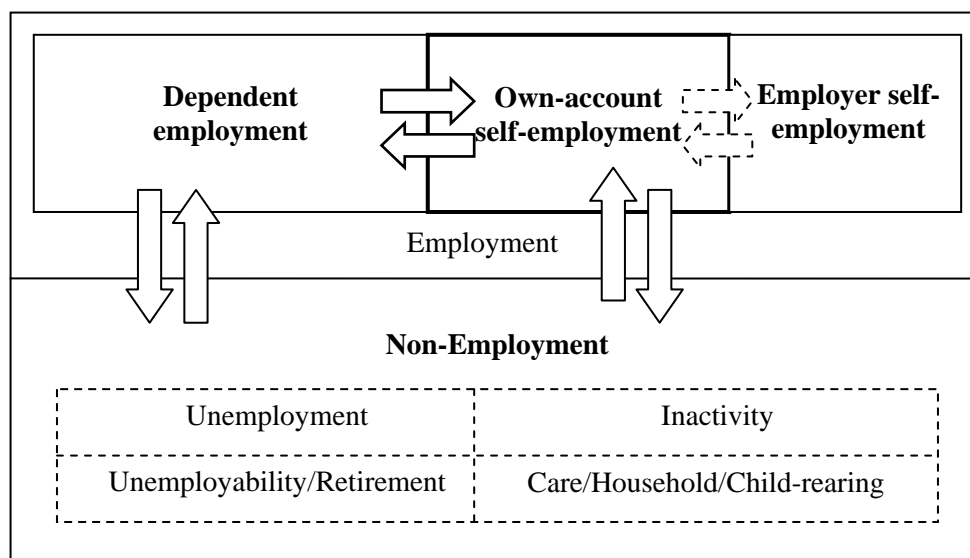 Dependent
employment
Own-account
self-employment
Employer self-
employment
Employment
Non-Employment
Unemployment
Inactivity
Unemployability/Retirement
Care/Household/Child-rearing